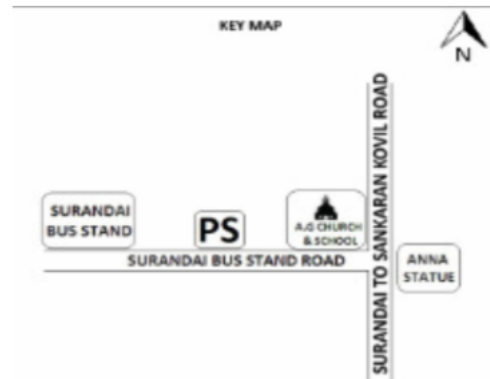 KEY MAP
N
SURANDAI TO SANKARAN KOVIL ROAD
SURANDAI
BUS STAND
PS
A.G CHURCH
& SCHOOL
SURANDAI BUS STAND ROAD
ANNA
STATUE